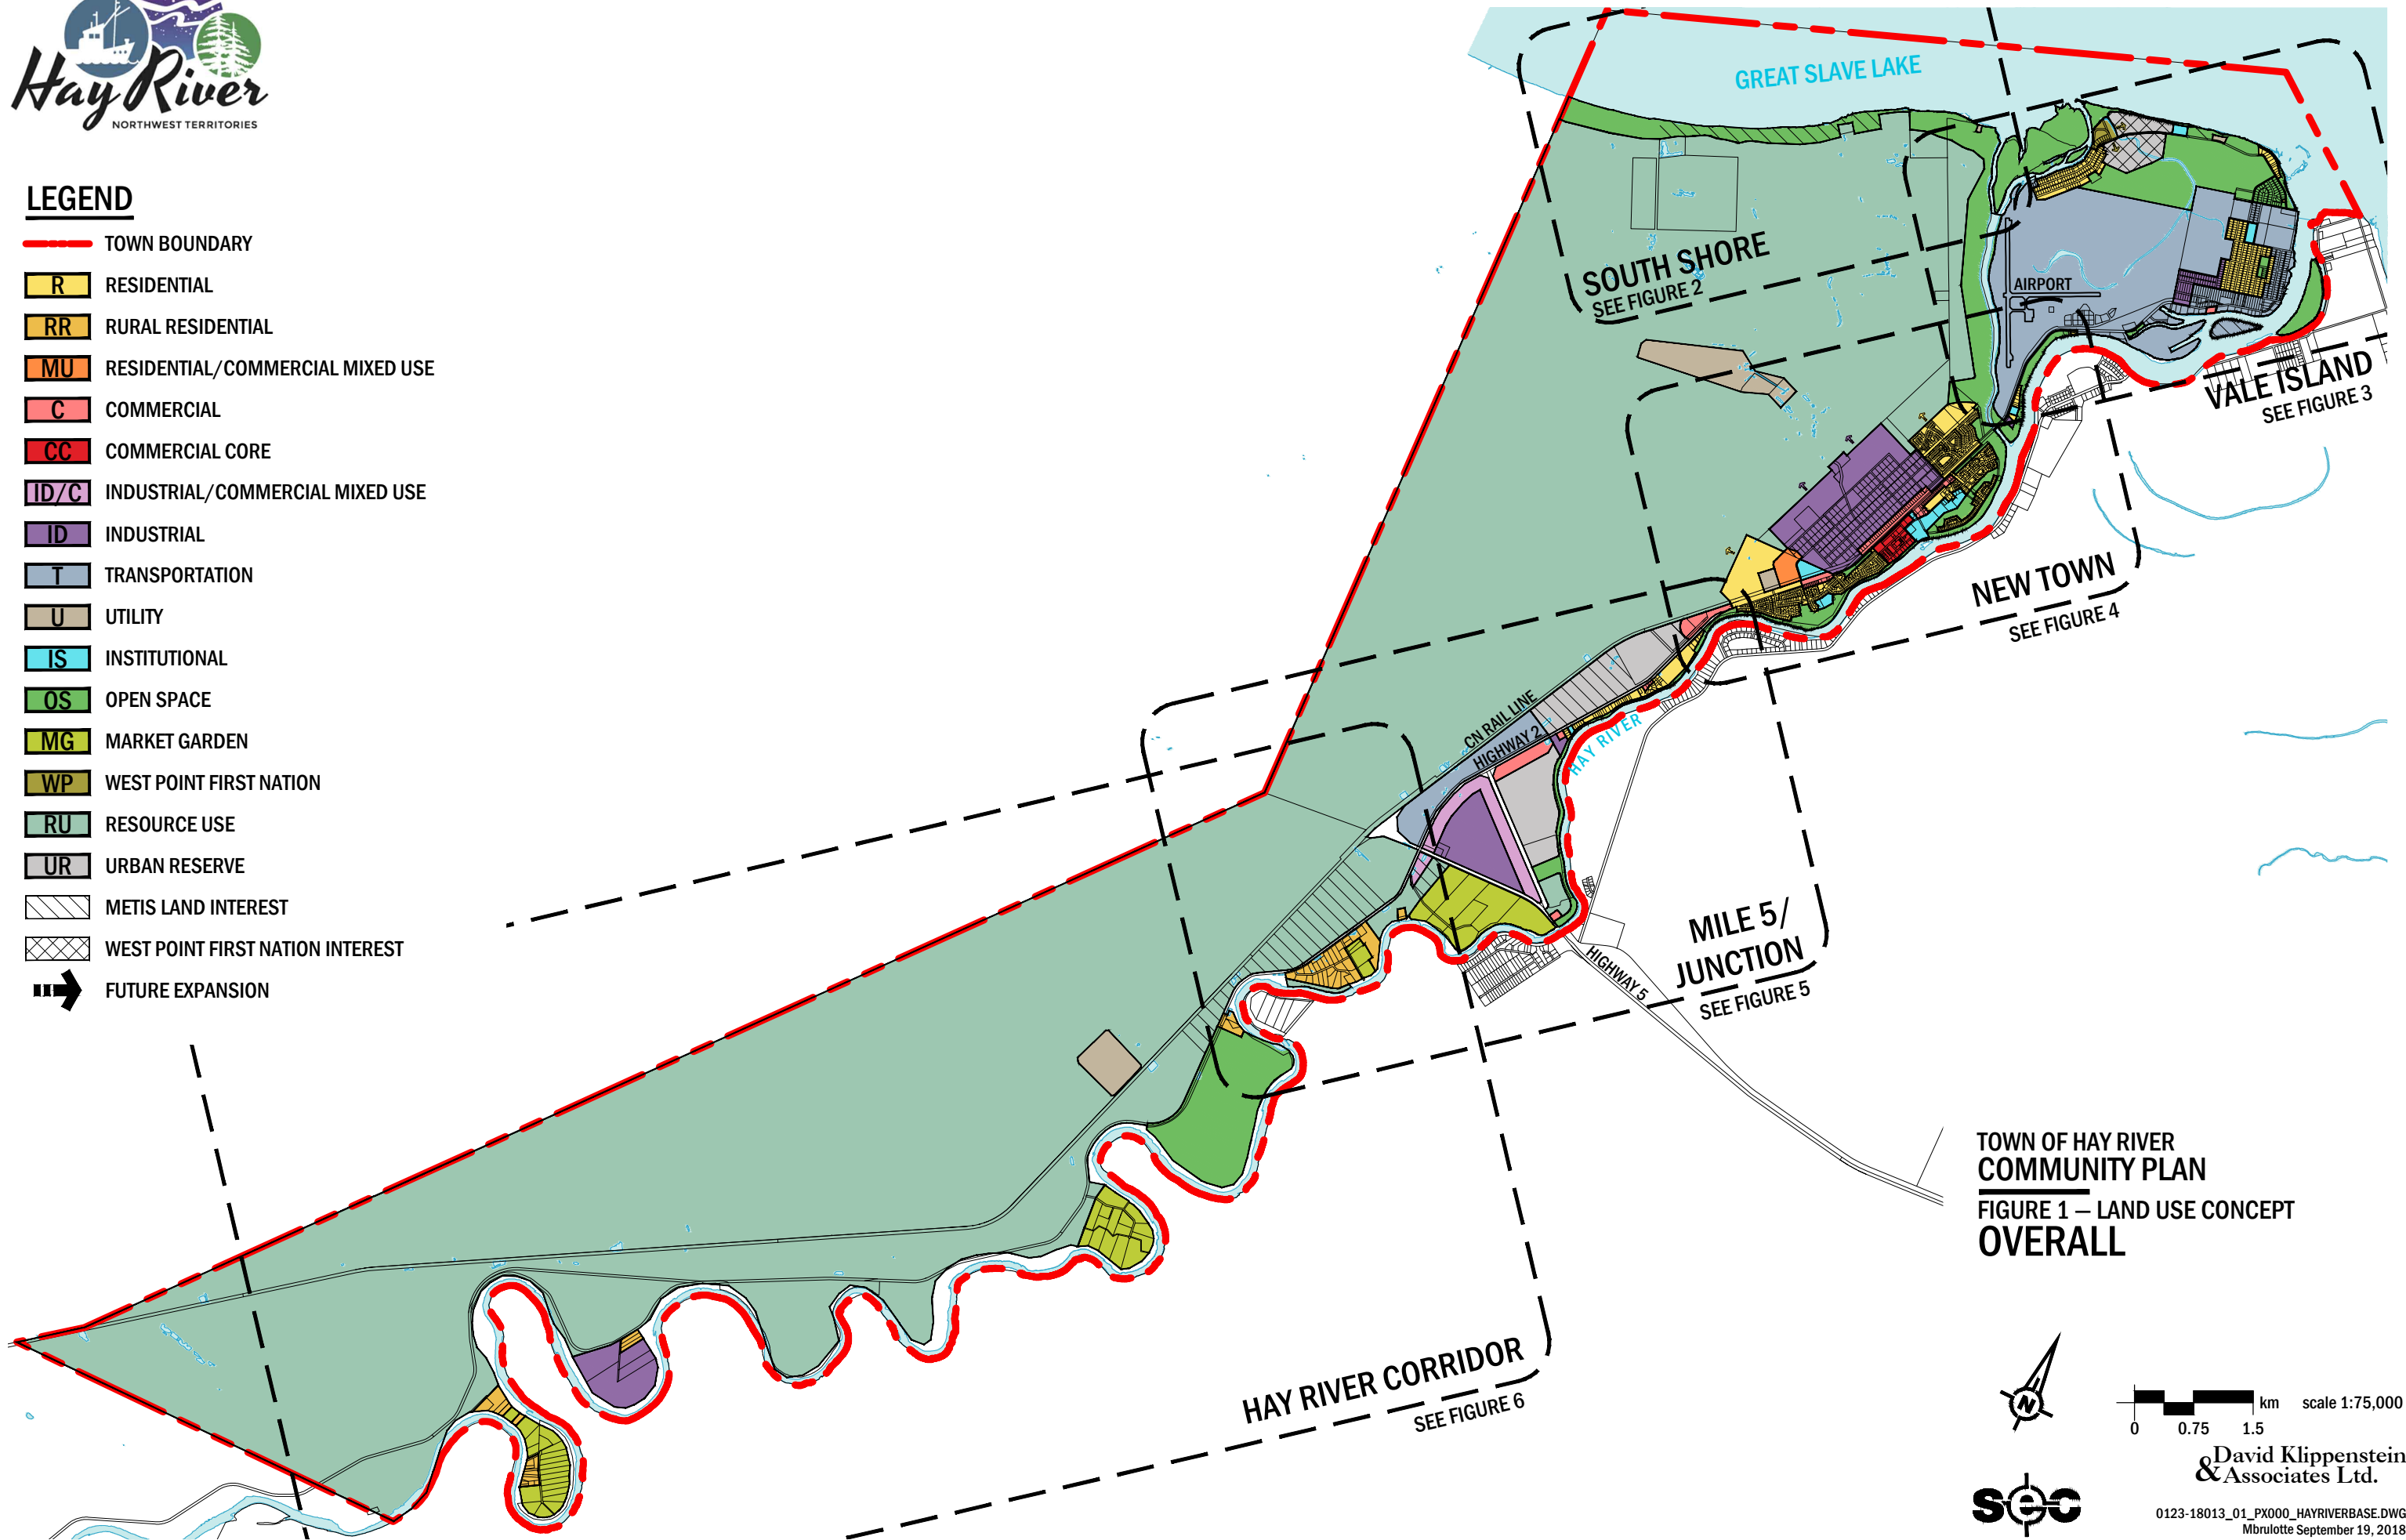 Hay River
NORTHWEST TERRITORIES
LEGEND
TOWN BOUNDARY
R RESIDENTIAL
RR RURAL RESIDENTIAL
MU RESIDENTIAL/COMMERCIAL MIXED USE
C COMMERCIAL
CC COMMERCIAL CORE
ID/C INDUSTRIAL/COMMERCIAL MIXED USE
ID INDUSTRIAL
T TRANSPORTATION
U UTILITY
IS INSTITUTIONAL
OS OPEN SPACE
MG MARKET GARDEN
WP WEST POINT FIRST NATION
RU RESOURCE USE
UR URBAN RESERVE
METIS LAND INTEREST
WEST POINT FIRST NATION INTEREST
FUTURE EXPANSION
GREAT SLAVE LAKE
SOUTH SHORE
SEE FIGURE 2
AIRPORT
VALE ISLAND
SEE FIGURE 3
NEW TOWN
SEE FIGURE 4
CN RAIL LINE
HIGHWAY 2
HAY RIVER
MILE 5/
JUNCTION
SEE FIGURE 5
HIGHWAY 5
HAY RIVER CORRIDOR
SEE FIGURE 6
TOWN OF HAY RIVER
COMMUNITY PLAN
FIGURE 1 – LAND USE CONCEPT
OVERALL
N
km scale 1:75,000
0 0.75 1.5
David Klippenstein
& Associates Ltd.
sec
0123-18013_01_PX000_HAYRIVERBASE.DWG
Mbrulotte September 19, 2018